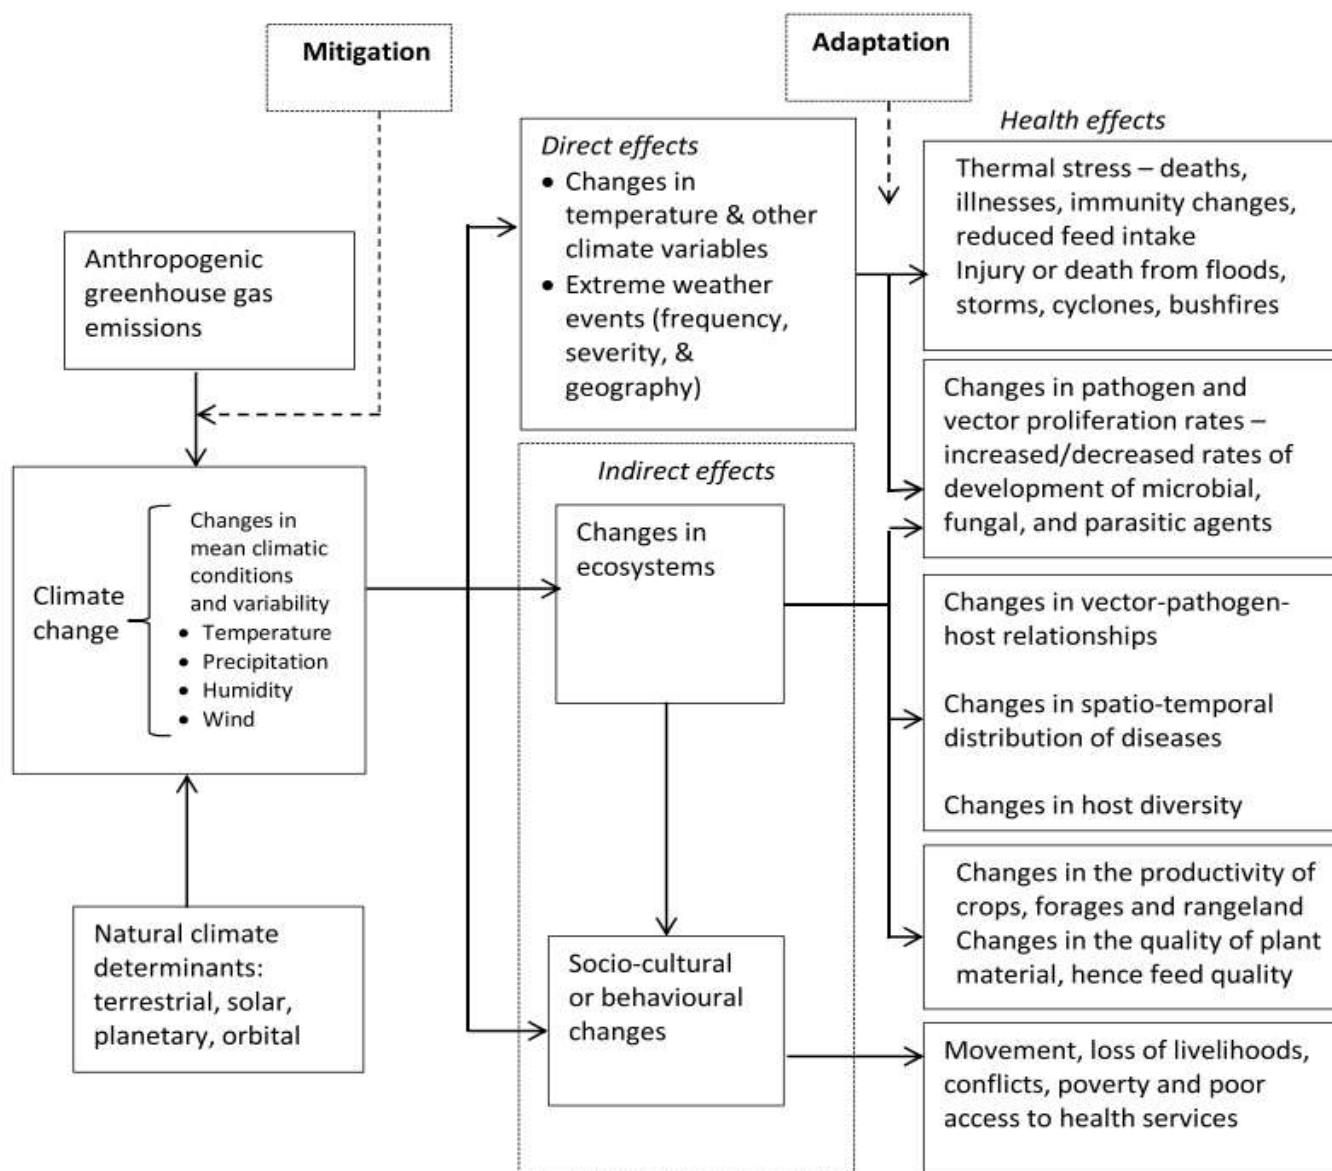 Mitigation
Adaptation
Anthropogenic
greenhouse gas
emissions
Climate
change
Changes in
mean climatic
conditions
and variability
• Temperature
• Precipitation
• Humidity
• Wind
Natural climate
determinants:
terrestrial, solar,
planetary, orbital
Direct effects
• Changes in
temperature & other
climate variables
• Extreme weather
events (frequency,
severity, &
geography)
Indirect effects
Changes in
ecosystems
Socio-cultural
or behavioural
changes
Health effects
Thermal stress – deaths,
illnesses, immunity changes,
reduced feed intake
Injury or death from floods,
storms, cyclones, bushfires
Changes in pathogen and
vector proliferation rates –
increased/decreased rates of
development of microbial,
fungal, and parasitic agents
Changes in vector-pathogen-
host relationships
Changes in spatio-temporal
distribution of diseases
Changes in host diversity
Changes in the productivity of
crops, forages and rangeland
Changes in the quality of plant
material, hence feed quality
Movement, loss of livelihoods,
conflicts, poverty and poor
access to health services